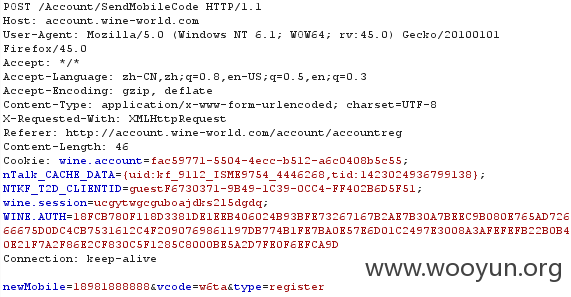 POST /Account/SendMobileCode HTTP/1.1
Host: account.wine-world.com
User-Agent: Mozilla/5.0 (Windows NT 6.1; WOW64; rv:45.0) Gecko/20100101
Firefox/45.0
Accept: */*
Accept-Language: zh-CN,zh;q=0.8,en-US;q=0.5,en;q=0.3
Accept-Encoding: gzip, deflate
Content-Type: application/x-www-form-urlencoded; charset=UTF-8
X-Requested-With: XMLHttpRequest
Referer: http://account.wine-world.com/account/accountreg
Content-Length: 46
Cookie: wine.account=fac59771-5504-4ecc-b512-a6c0408b5c55;
nTalk_CACHE_DATA={uid:kf_9112_ISME9754_4446268,tid:1423024936799138};
NTKF_T2D_CLIENTID=guestF6730371-9B49-1C39-0CC4-FF402B6D5F51;
wine.session=ucgytwgcguboajdks2l5dgdq;
WINE.AUTH=18FCB780F118D3381DE1EEB406024B93BFE73267167B2AE7B30A7BEEC9B080E765AD726
66675D0DC4CB7531612C4F2090769861197DB774B1FE7BA0E57E6D01C2497E3008A3AFEFEFB22B0B4
0E21F7A2F86E2CF830C5F1285C8000BE5A2D7FE0F6EFCA9D
Connection: keep-alive
newMobile=18981888888&vcode=w6ta&type=register
www.wooyun.org